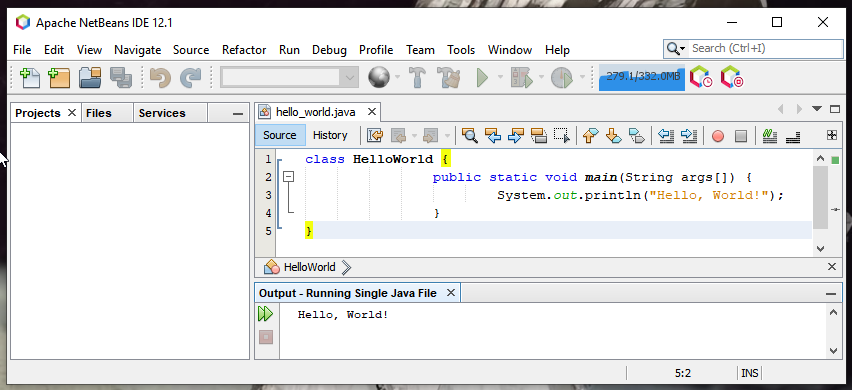 Apache NetBeans IDE 12.1
File Edit View Navigate Source Refactor Run Debug Profile Team Tools Window Help Search (Ctrl+I)
279.1/332.0MB
Projects Files Services
hello_world.java
Source History
1 class HelloWorld {
2 public static void main(String args[]) {
3 System.out.println("Hello, World!");
4 }
5 }
HelloWorld
Output - Running Single Java File
Hello, World!
5:2 INS